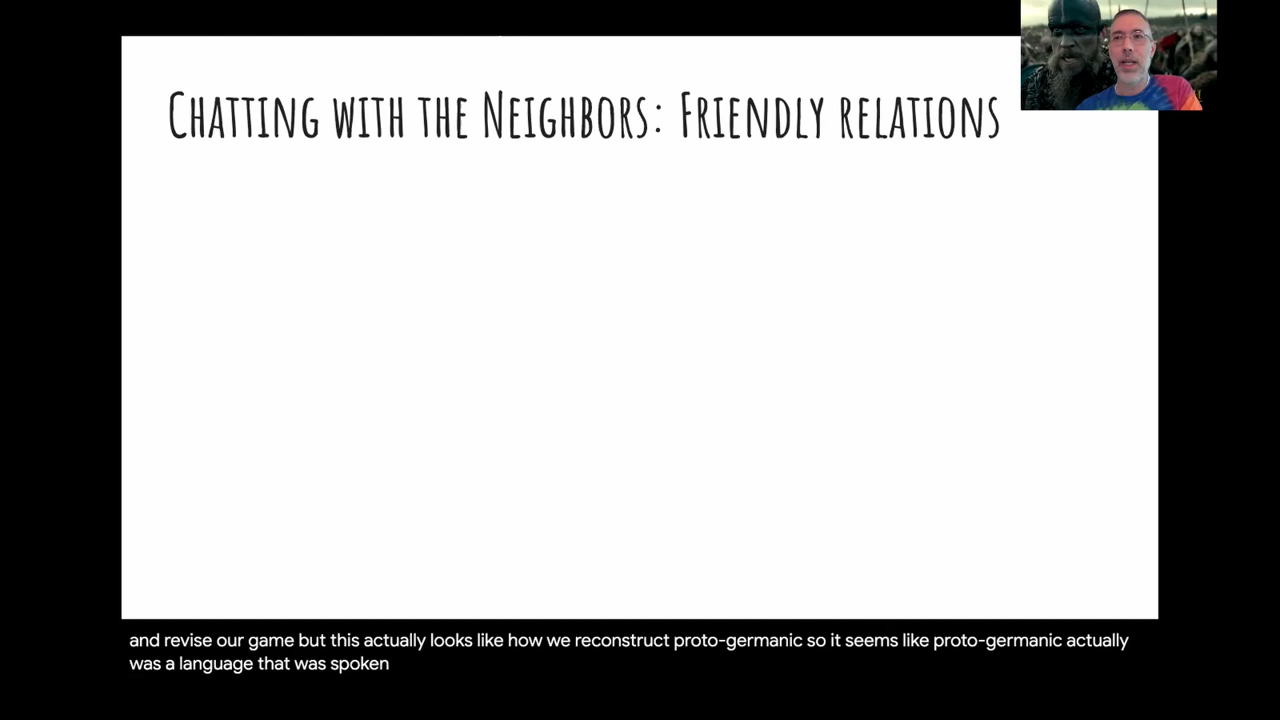 Chatting with the Neighbors: Friendly relations
and revise our game but this actually looks like how we reconstruct proto-germanic so it seems like proto-germanic actually
was a language that was spoken